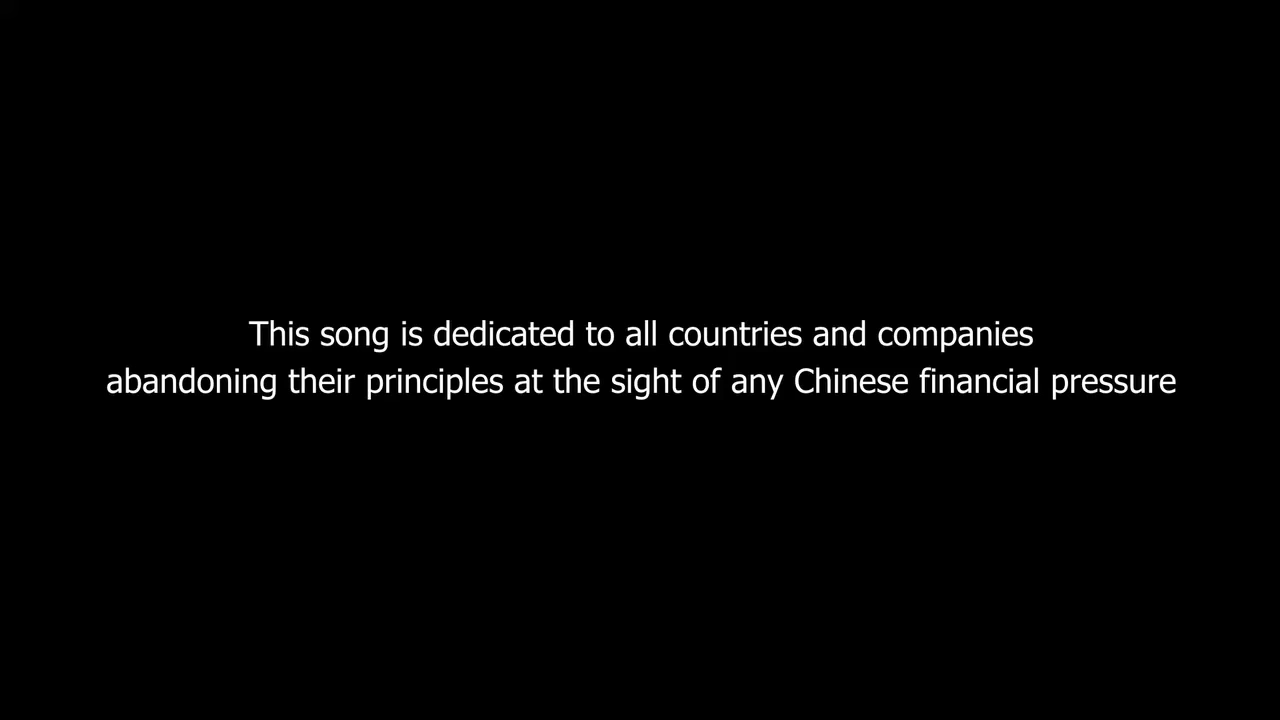 This song is dedicated to all countries and companies
abandoning their principles at the sight of any Chinese financial pressure